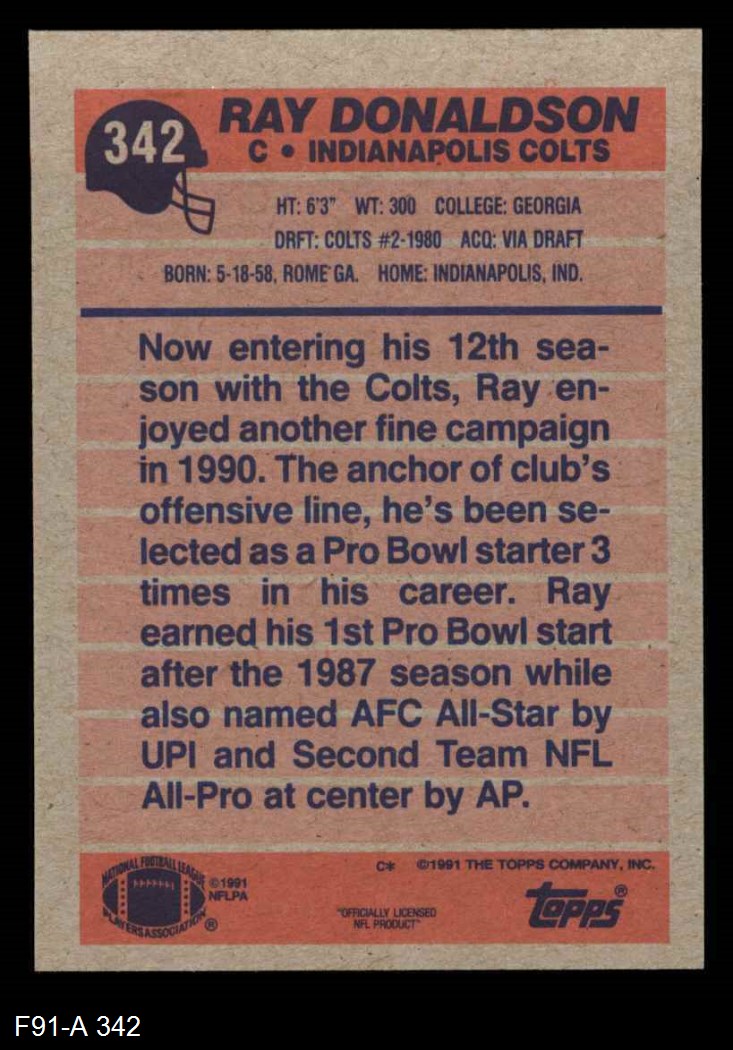 342
RAY DONALDSON
C • INDIANAPOLIS COLTS
HT: 6'3" WT: 300 COLLEGE: GEORGIA
DRFT: COLTS #2-1980 ACQ: VIA DRAFT
BORN: 5-18-58, ROME GA. HOME: INDIANAPOLIS, IND.
Now entering his 12th sea-
son with the Colts, Ray en-
joyed another fine campaign
in 1990. The anchor of club's
offensive line, he's been se-
lected as a Pro Bowl starter 3
times in his career. Ray
earned his 1st Pro Bowl start
after the 1987 season while
also named AFC All-Star by
UPI and Second Team NFL
All-Pro at center by AP.
NATIONAL FOOTBALL LEAGUE
PLAYERS ASSOCIATION ®
©1991
NFLPA
C* ©1991 THE TOPPS COMPANY, INC.
"OFFICIALLY LICENSED
NFL PRODUCT"
topps ®
F91-A 342